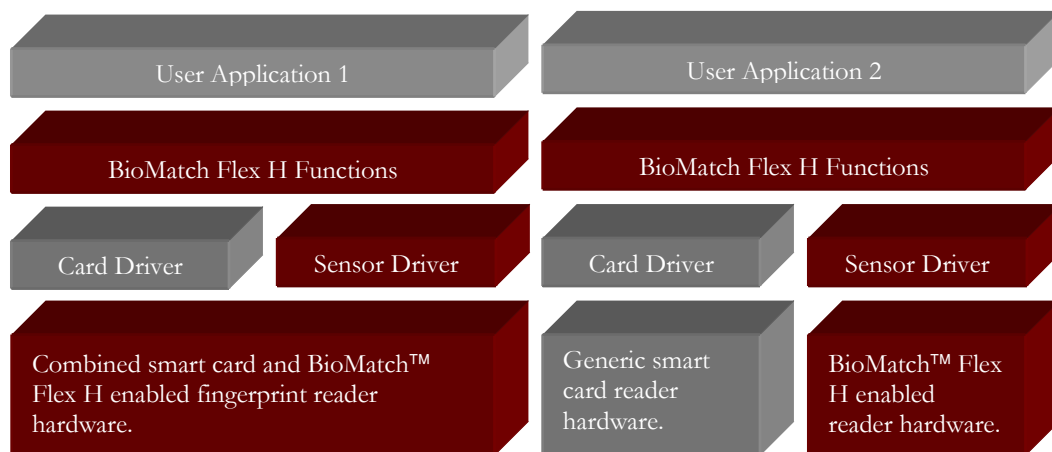 User Application 1
User Application 2
BioMatch Flex H Functions
BioMatch Flex H Functions
Card Driver
Sensor Driver
Card Driver
Sensor Driver
Combined smart card and BioMatch™
Flex H enabled fingerprint reader
hardware.
Generic smart
card reader
hardware.
BioMatch™ Flex
H enabled
reader hardware.